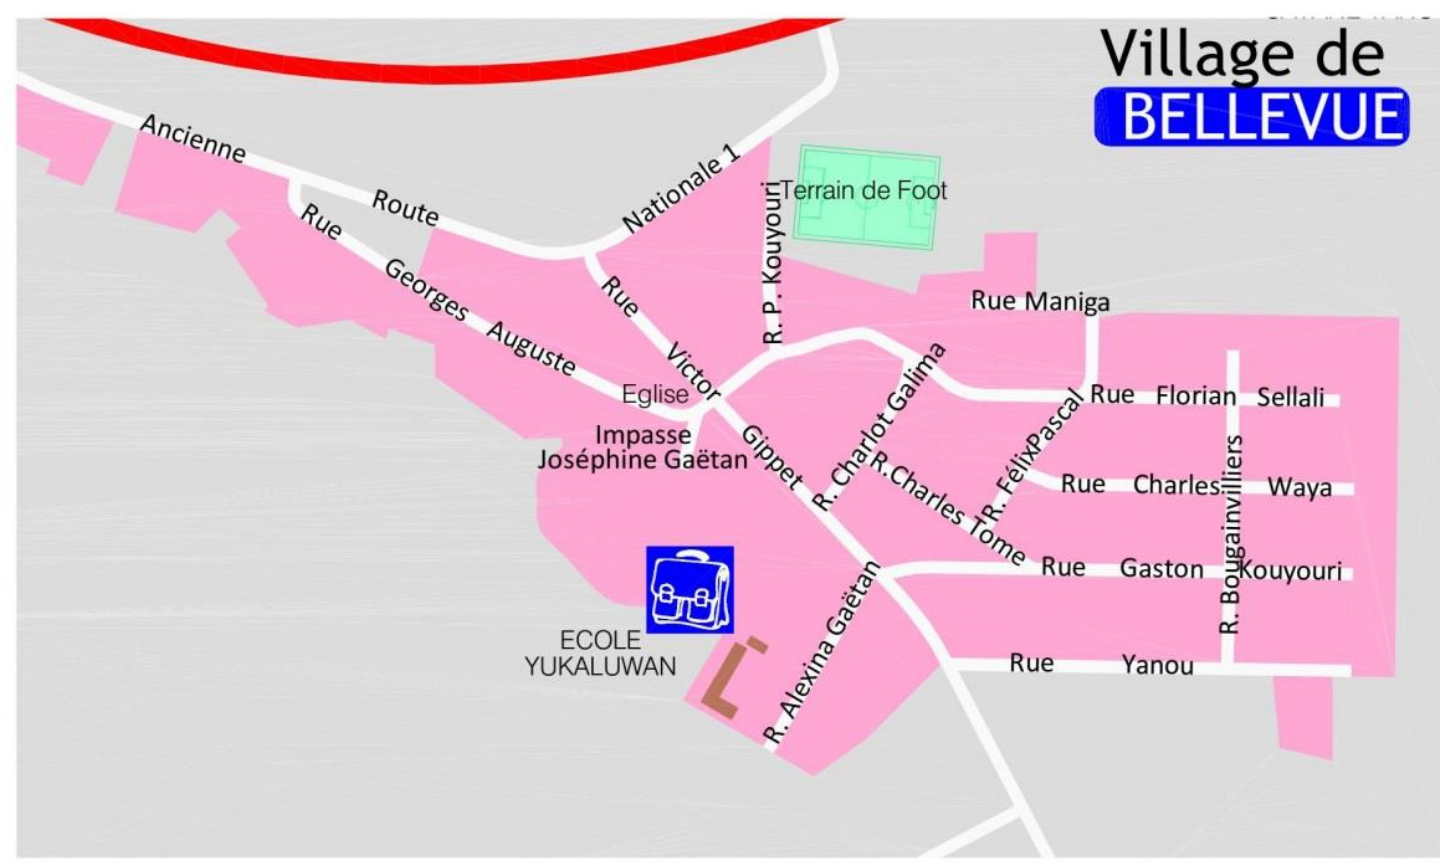 Village de
BELLEVUE
Ancienne Route Nationale 1
Terrain de Foot
R. P. Kouyouri
Rue Georges Auguste
Rue Victor Gippet
Rue Maniga
Eglise
Impasse
Joséphine Gaëtan
R. Charlot Galima
Rue Florian Sellali
R. FélixPascal
R.Charles Tome
Rue Charles Waya
R. Bougainvilliers
Rue Gaston Kouyouri
R. Alexina Gaëtan
ECOLE
YUKALUWAN
Rue Yanou